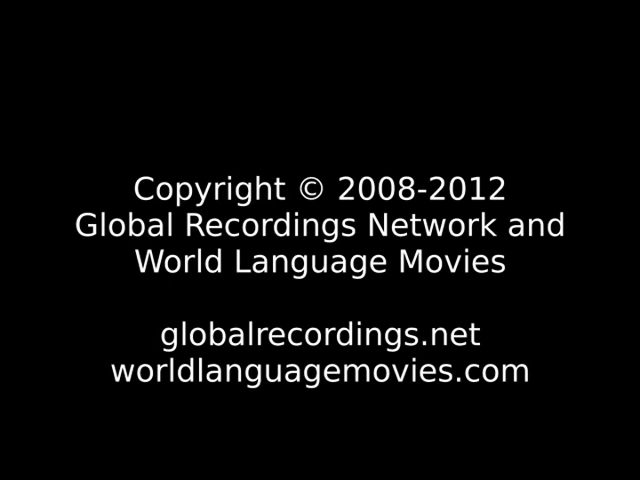 Copyright © 2008-2012
Global Recordings Network and
World Language Movies
globalrecordings.net
worldlanguagemovies.com